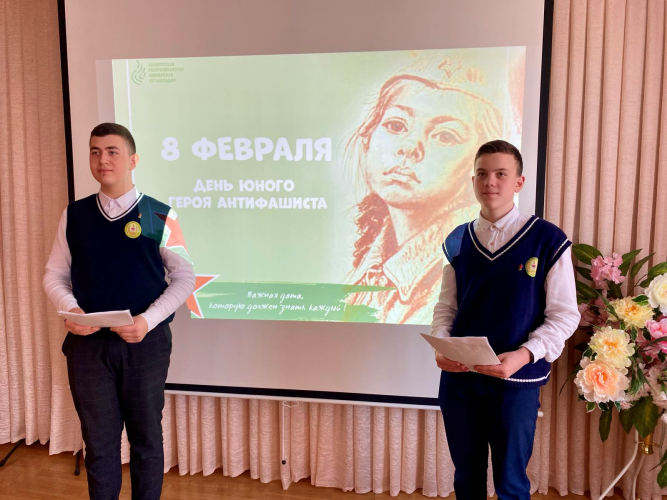 8 ФЕВРАЛЯ
ДЕНЬ ЮНОГО
ГЕРОЯ АНТИФАШИСТА
Важная дата,
которую должен знать каждый!